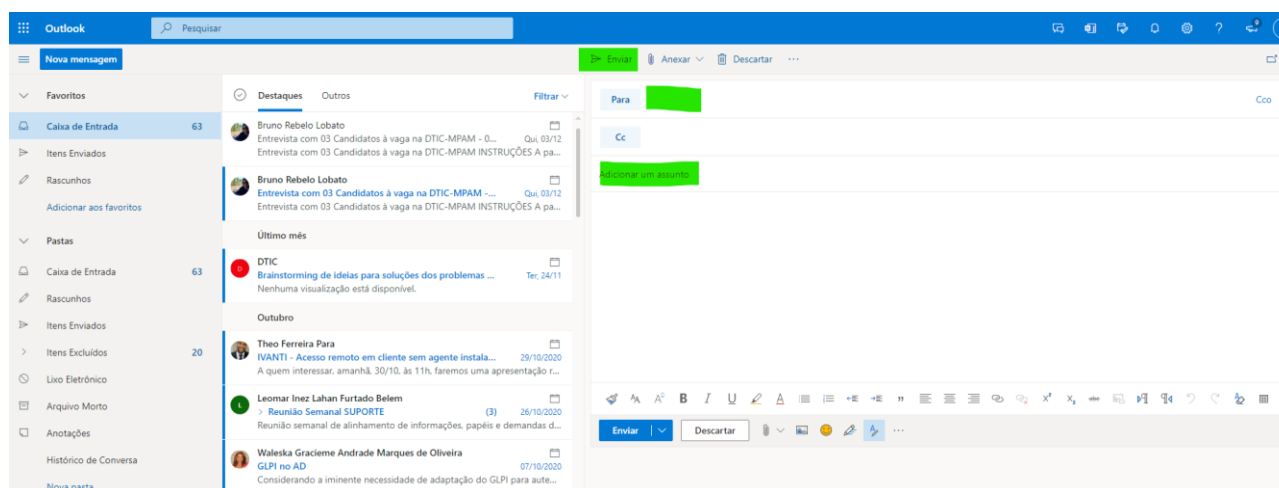 Outlook
Pesquisar
Nova mensagem
Enviar Anexar Descartar ...
Favoritos
Caixa de Entrada 63
Itens Enviados
Rascunhos
Adicionar aos favoritos
Pastas
Caixa de Entrada 63
Rascunhos
Itens Enviados
Itens Excluídos 20
Lixo Eletrônico
Arquivo Morto
Anotações
Histórico de Conversa
Nova pasta
Destaques Outros Filtrar
Bruno Rebelo Lobato
Entrevista com 03 Candidatos à vaga na DTIC-MPAM - 0... Qui, 03/12
Entrevista com 03 Candidatos à vaga na DTIC-MPAM INSTRUÇÕES A pa...
Bruno Rebelo Lobato
Entrevista com 03 Candidatos à vaga na DTIC-MPAM -... Qui, 03/12
Entrevista com 03 Candidatos à vaga na DTIC-MPAM INSTRUÇÕES A pa...
Último mês
D
DTIC
Brainstorming de ideias para soluções dos problemas ... Ter, 24/11
Nenhuma visualização está disponível.
Outubro
Theo Ferreira Para
IVANTI - Acesso remoto em cliente sem agente instala... 29/10/2020
A quem interessar, amanhã, 30/10, às 11h, faremos uma apresentação r...
L
Leomar Inez Lahan Furtado Belem
> Reunião Semanal SUPORTE (3) 26/10/2020
Reunião semanal de alinhamento de informações, papéis e demandas d...
Waleska Gracieme Andrade Marques de Oliveira
GLPI no AD 07/10/2020
Considerando a iminente necessidade de adaptação do GLPI para aute...
Para Cco
Cc
Adicionar um assunto
Enviar Descartar ...